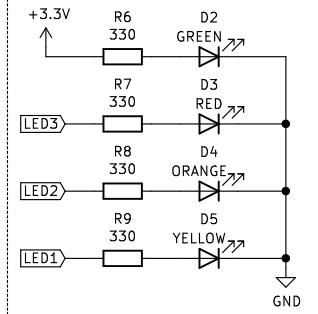 +3.3V
R6
330
D2
GREEN
R7
330
D3
RED
LED3
R8
330
D4
ORANGE
LED2
R9
330
D5
YELLOW
LED1
GND